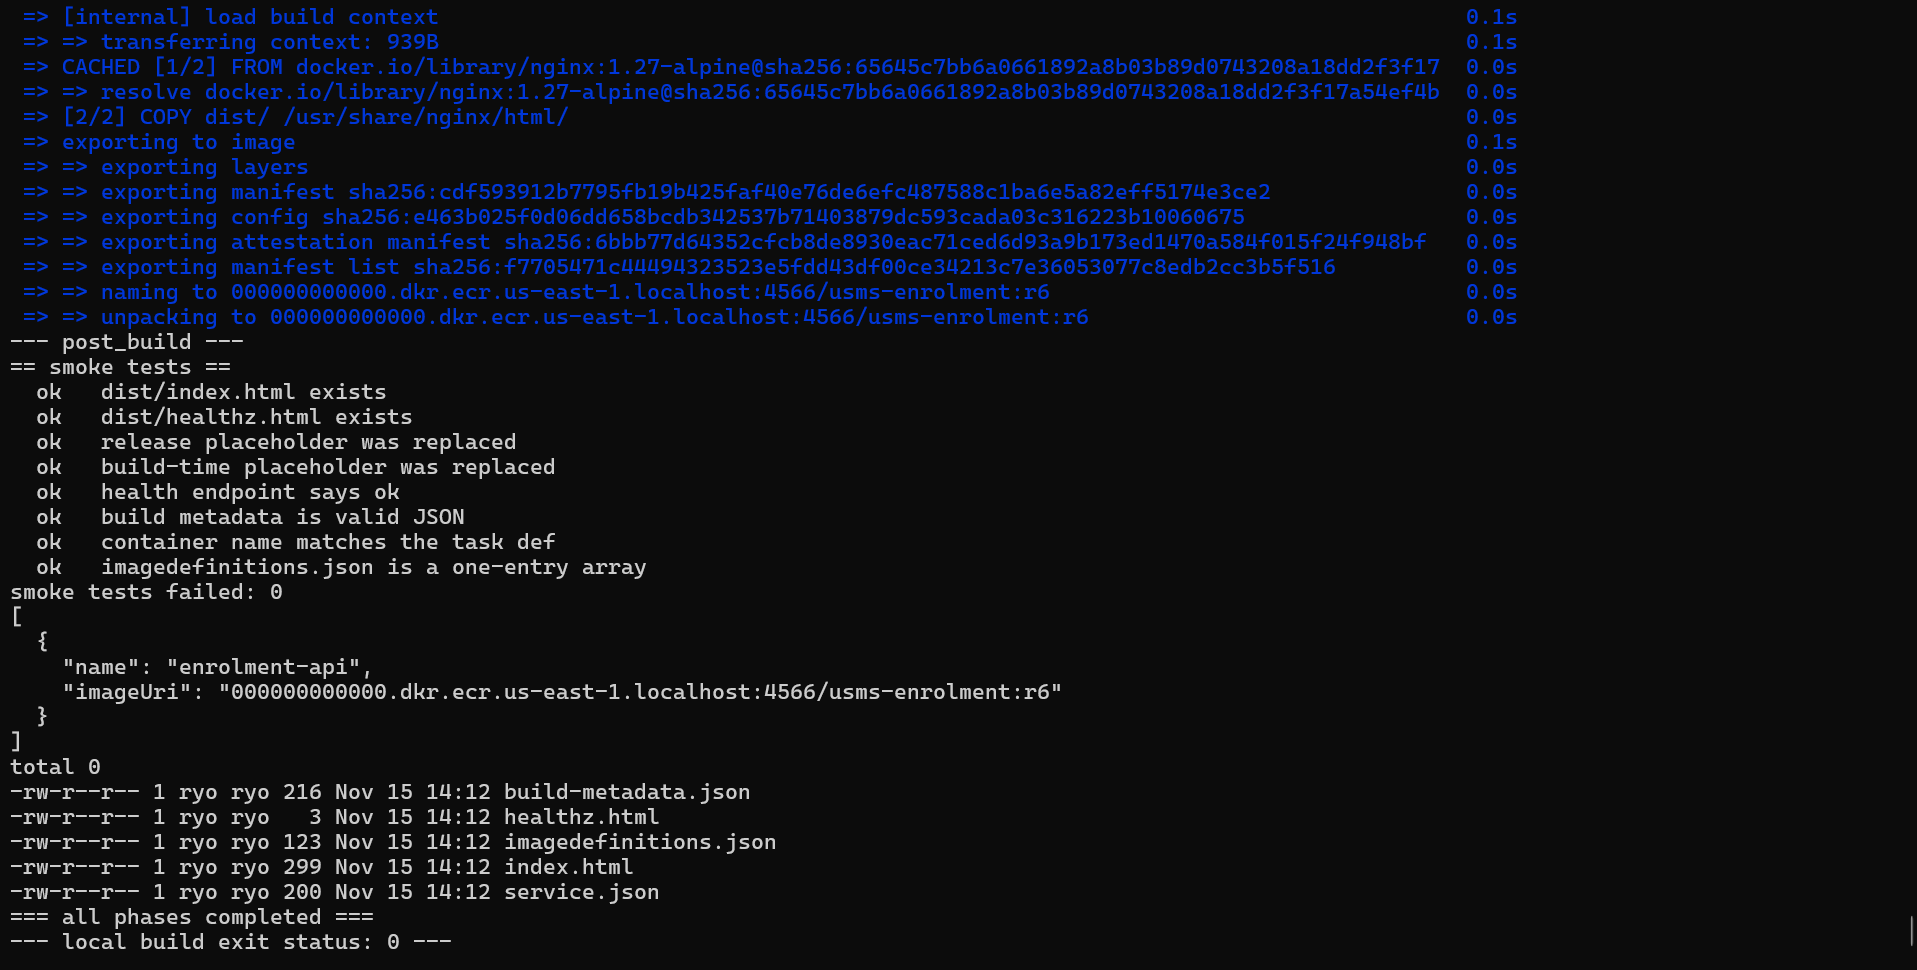 => [internal] load build context 0.1s
=> => transferring context: 939B 0.1s
=> CACHED [1/2] FROM docker.io/library/nginx:1.27-alpine@sha256:65645c7bb6a0661892a8b03b89d0743208a18dd2f3f17 0.0s
=> => resolve docker.io/library/nginx:1.27-alpine@sha256:65645c7bb6a0661892a8b03b89d0743208a18dd2f3f17a54ef4b 0.0s
=> [2/2] COPY dist/ /usr/share/nginx/html/ 0.0s
=> exporting to image 0.1s
=> => exporting layers 0.0s
=> => exporting manifest sha256:cdf593912b7795fb19b425faf40e76de6efc487588c1ba6e5a82eff5174e3ce2 0.0s
=> => exporting config sha256:e463b025f0d06dd658bcdb342537b71403879dc593cada03c316223b10060675 0.0s
=> => exporting attestation manifest sha256:6bbb77d64352cfcb8de8930eac71ced6d93a9b173ed1470a584f015f24f948bf 0.0s
=> => exporting manifest list sha256:f7705471c44494323523e5fdd43df00ce34213c7e36053077c8edb2cc3b5f516 0.0s
=> => naming to 000000000000.dkr.ecr.us-east-1.localhost:4566/usms-enrolment:r6 0.0s
=> => unpacking to 000000000000.dkr.ecr.us-east-1.localhost:4566/usms-enrolment:r6 0.0s
--- post_build ---
== smoke tests ==
  ok   dist/index.html exists
  ok   dist/healthz.html exists
  ok   release placeholder was replaced
  ok   build-time placeholder was replaced
  ok   health endpoint says ok
  ok   build metadata is valid JSON
  ok   container name matches the task def
  ok   imagedefinitions.json is a one-entry array
smoke tests failed: 0
[
  {
    "name": "enrolment-api",
    "imageUri": "000000000000.dkr.ecr.us-east-1.localhost:4566/usms-enrolment:r6"
  }
]
total 0
-rw-r--r-- 1 ryo ryo 216 Nov 15 14:12 build-metadata.json
-rw-r--r-- 1 ryo ryo   3 Nov 15 14:12 healthz.html
-rw-r--r-- 1 ryo ryo 123 Nov 15 14:12 imagedefinitions.json
-rw-r--r-- 1 ryo ryo 299 Nov 15 14:12 index.html
-rw-r--r-- 1 ryo ryo 200 Nov 15 14:12 service.json
=== all phases completed ===
--- local build exit status: 0 ---